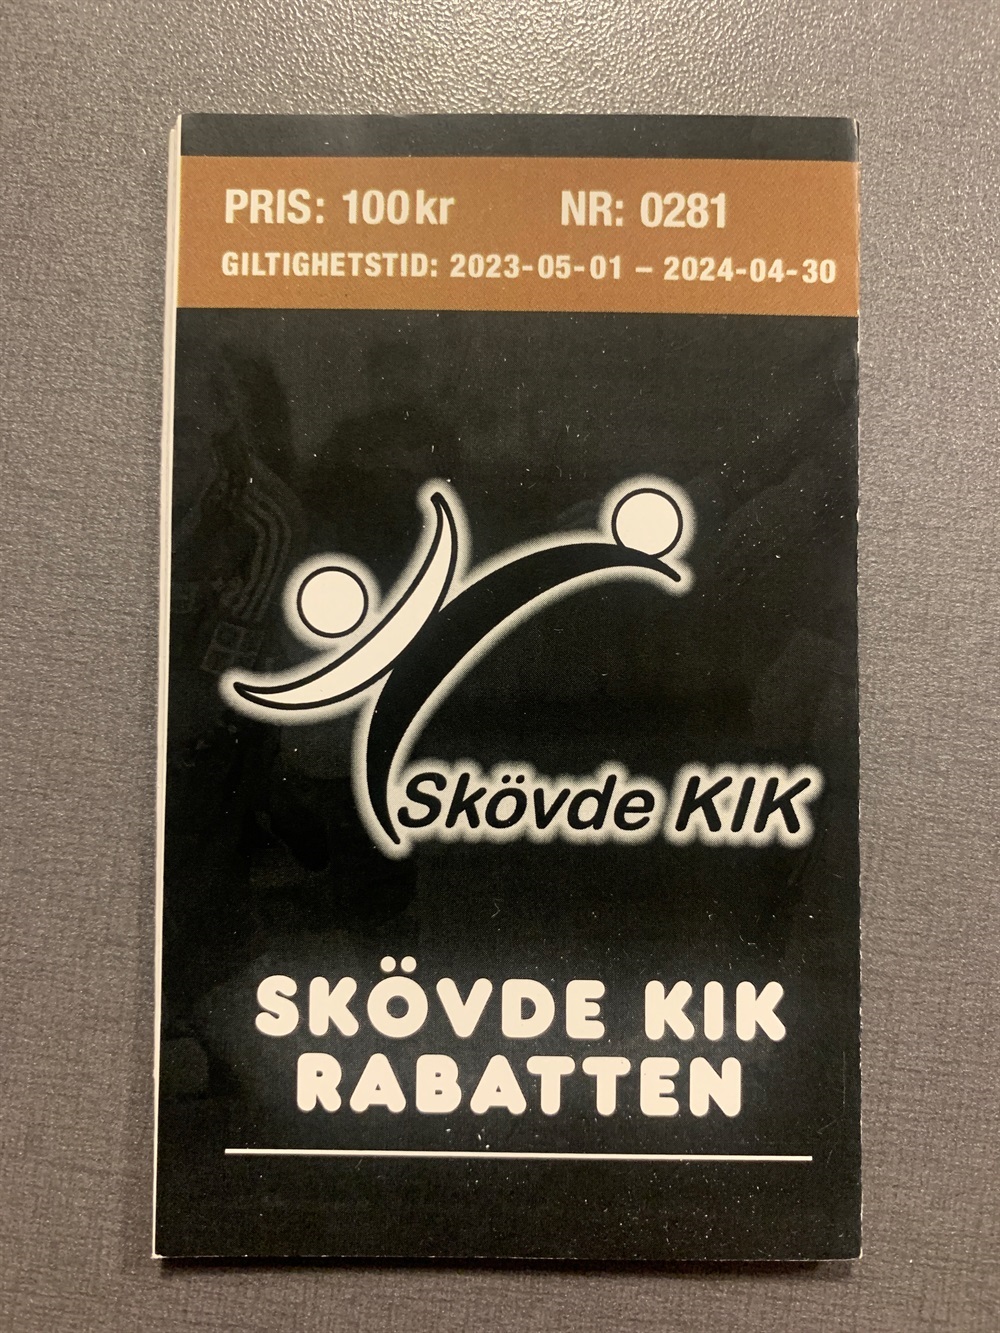 PRIS: 100kr NR: 0281
GILTIGHETSTID: 2023-05-01 – 2024-04-30
Skövde KIK
SKÖVDE KIK
RABATTEN